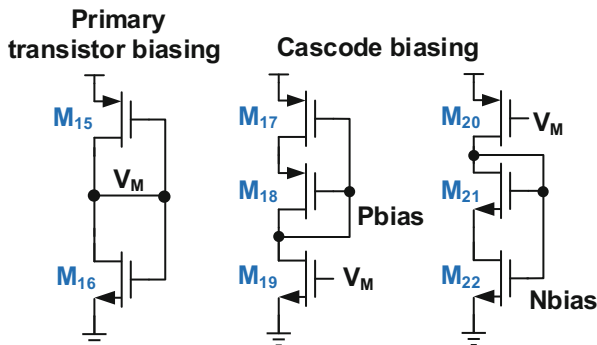 Primary
transistor biasing
Cascode biasing
M15
VM
M16
M17
M18
Pbias
M19
VM
M20
VM
M21
M22
Nbias